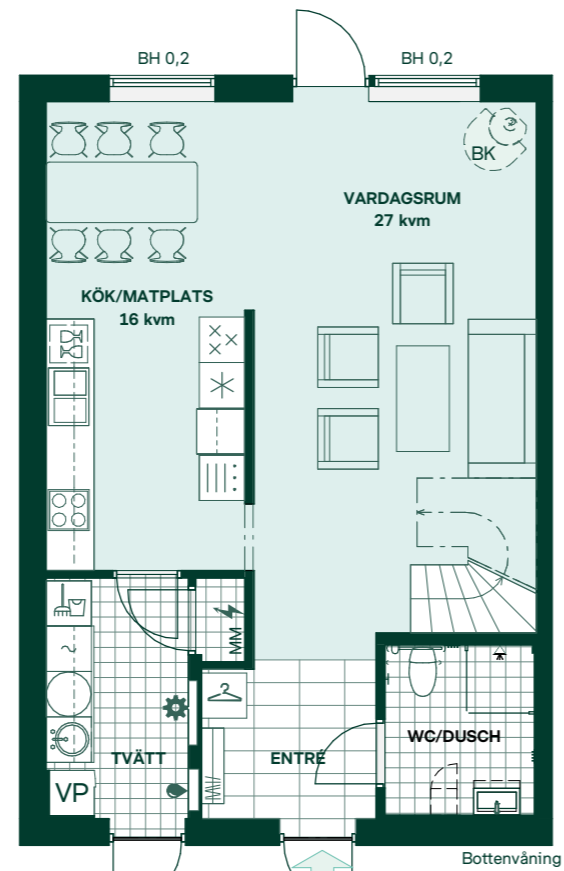 BH 0,2
BH 0,2
BK
VARDAGSRUM
27 kvm
KÖK/MATPLATS
16 kvm
MM
WC/DUSCH
TVÄTT
ENTRÉ
VP
Bottenvåning